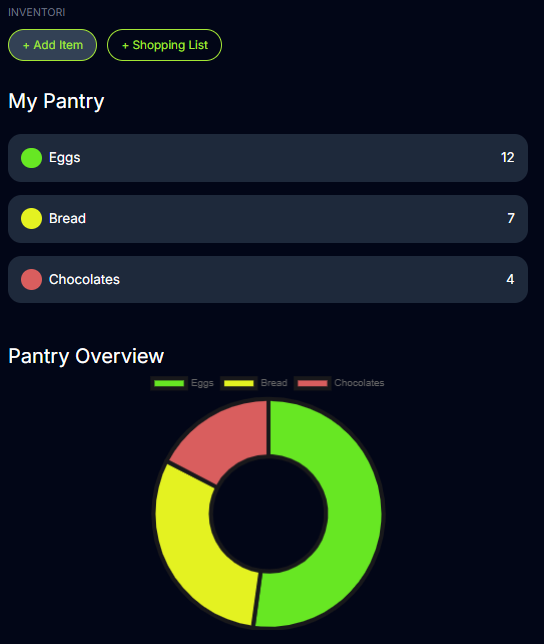 INVENTORI
+ Add Item + Shopping List
My Pantry
Eggs 12
Bread 7
Chocolates 4
Pantry Overview
Eggs Bread Chocolates